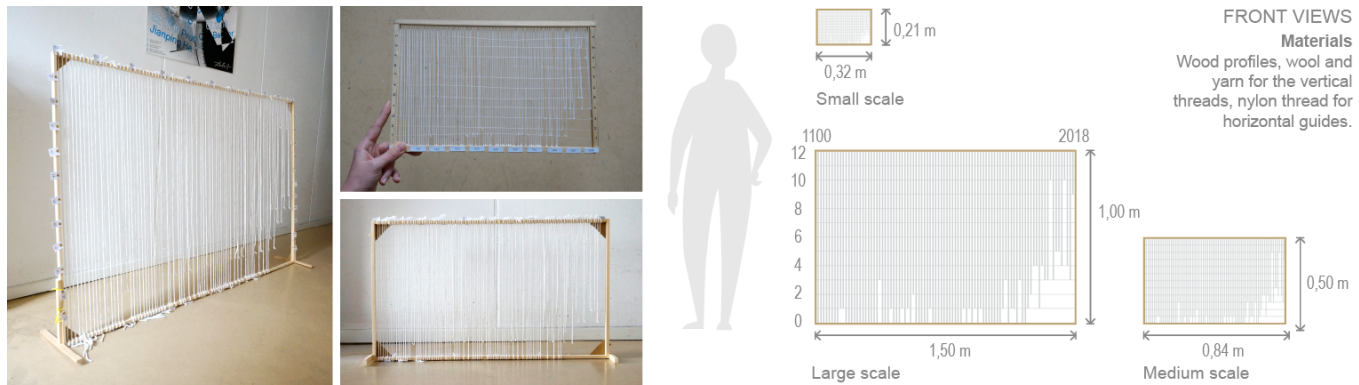 Jianping He
FRONT VIEWS
Materials
Wood profiles, wool and
yarn for the vertical
threads, nylon thread for
horizontal guides.
0,21 m
0,32 m
Small scale
1100
2018
12
10
8
6
4
2
0
1,00 m
1,50 m
Large scale
0,50 m
0,84 m
Medium scale